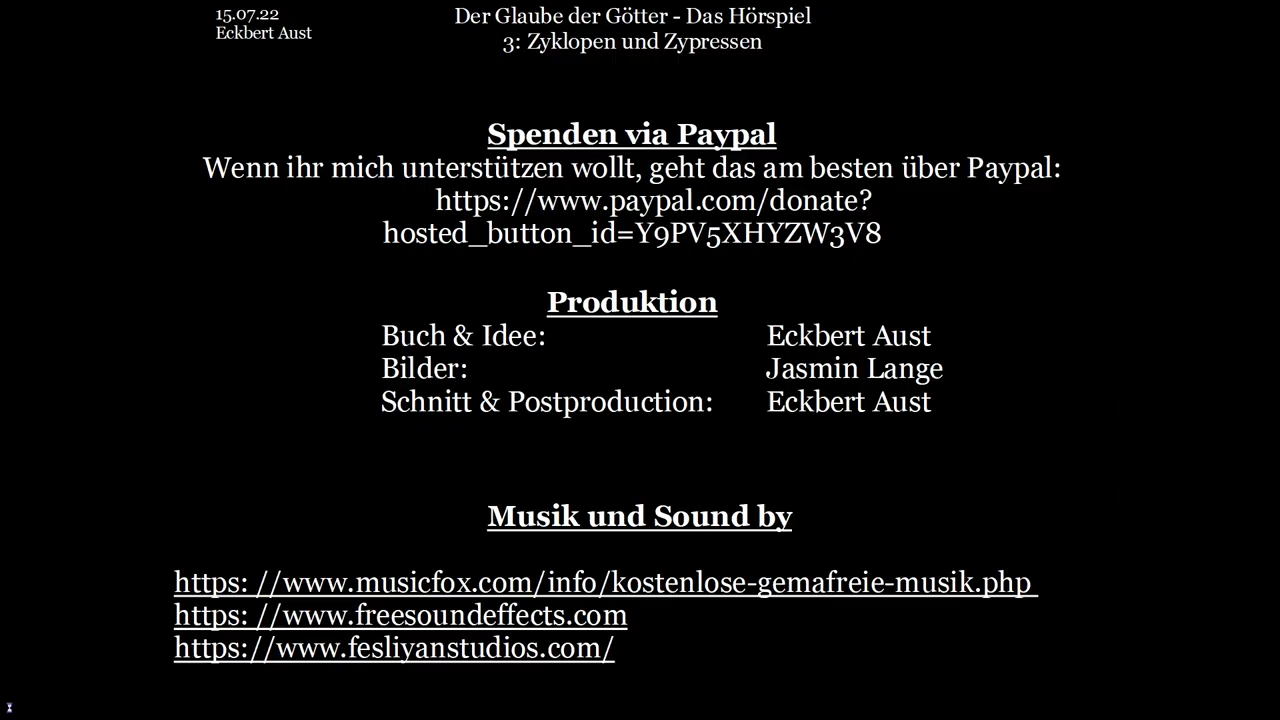 15.07.22
Eckbert Aust
Der Glaube der Götter - Das Hörspiel
3: Zyklopen und Zypressen
Spenden via Paypal
Wenn ihr mich unterstützen wollt, geht das am besten über Paypal:
https://www.paypal.com/donate?
hosted_button_id=Y9PV5XHYZW3V8
Produktion
Buch & Idee: Eckbert Aust
Bilder: Jasmin Lange
Schnitt & Postproduction: Eckbert Aust
Musik und Sound by
https: //www.musicfox.com/info/kostenlose-gemafreie-musik.php
https: //www.freesoundeffects.com
https://www.fesliyanstudios.com/